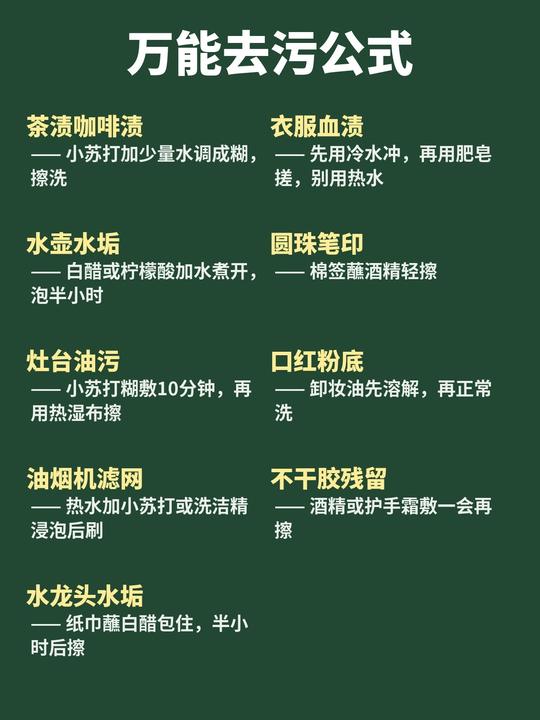 万能去污公式
茶渍咖啡渍
—— 小苏打加少量水调成糊，
擦洗
水壶水垢
—— 白醋或柠檬酸加水煮开，
泡半小时
灶台油污
—— 小苏打糊敷10分钟，再
用热湿布擦
油烟机滤网
—— 热水加小苏打或洗洁精
浸泡后刷
水龙头水垢
—— 纸巾蘸白醋包住，半小
时后擦
衣服血渍
—— 先用冷水冲，再用肥皂
搓，别用热水
圆珠笔印
—— 棉签蘸酒精轻擦
口红粉底
—— 卸妆油先溶解，再正常
洗
不干胶残留
—— 酒精或护手霜敷一会再
擦